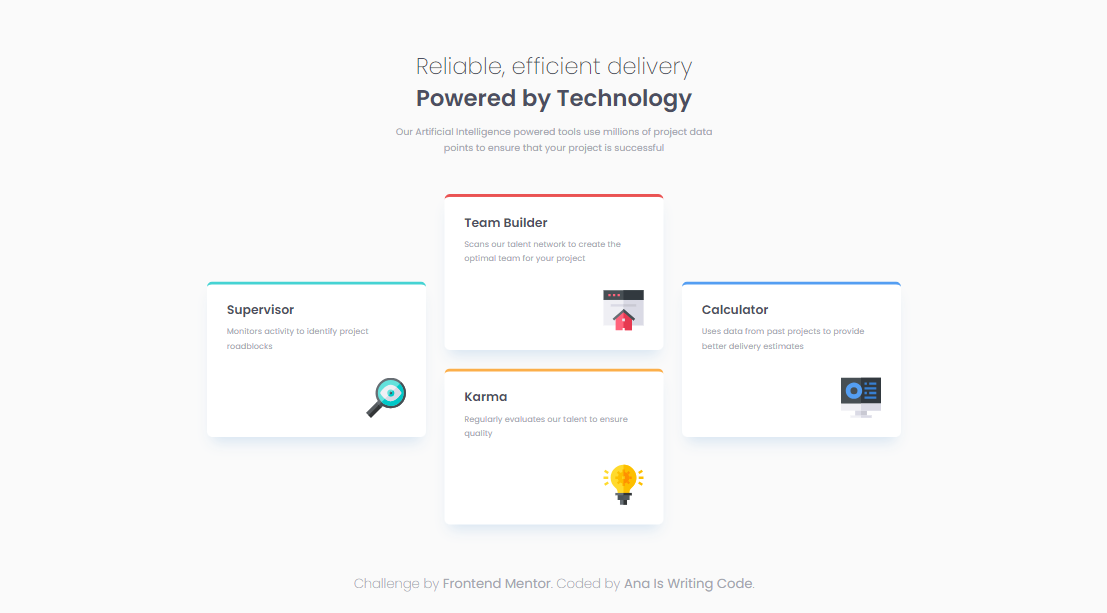 Reliable, efficient delivery
Powered by Technology
Our Artificial Intelligence powered tools use millions of project data
points to ensure that your project is successful
Supervisor
Monitors activity to identify project
roadblocks
Team Builder
Scans our talent network to create the
optimal team for your project
Karma
Regularly evaluates our talent to ensure
quality
Calculator
Uses data from past projects to provide
better delivery estimates
Challenge by Frontend Mentor. Coded by Ana Is Writing Code.